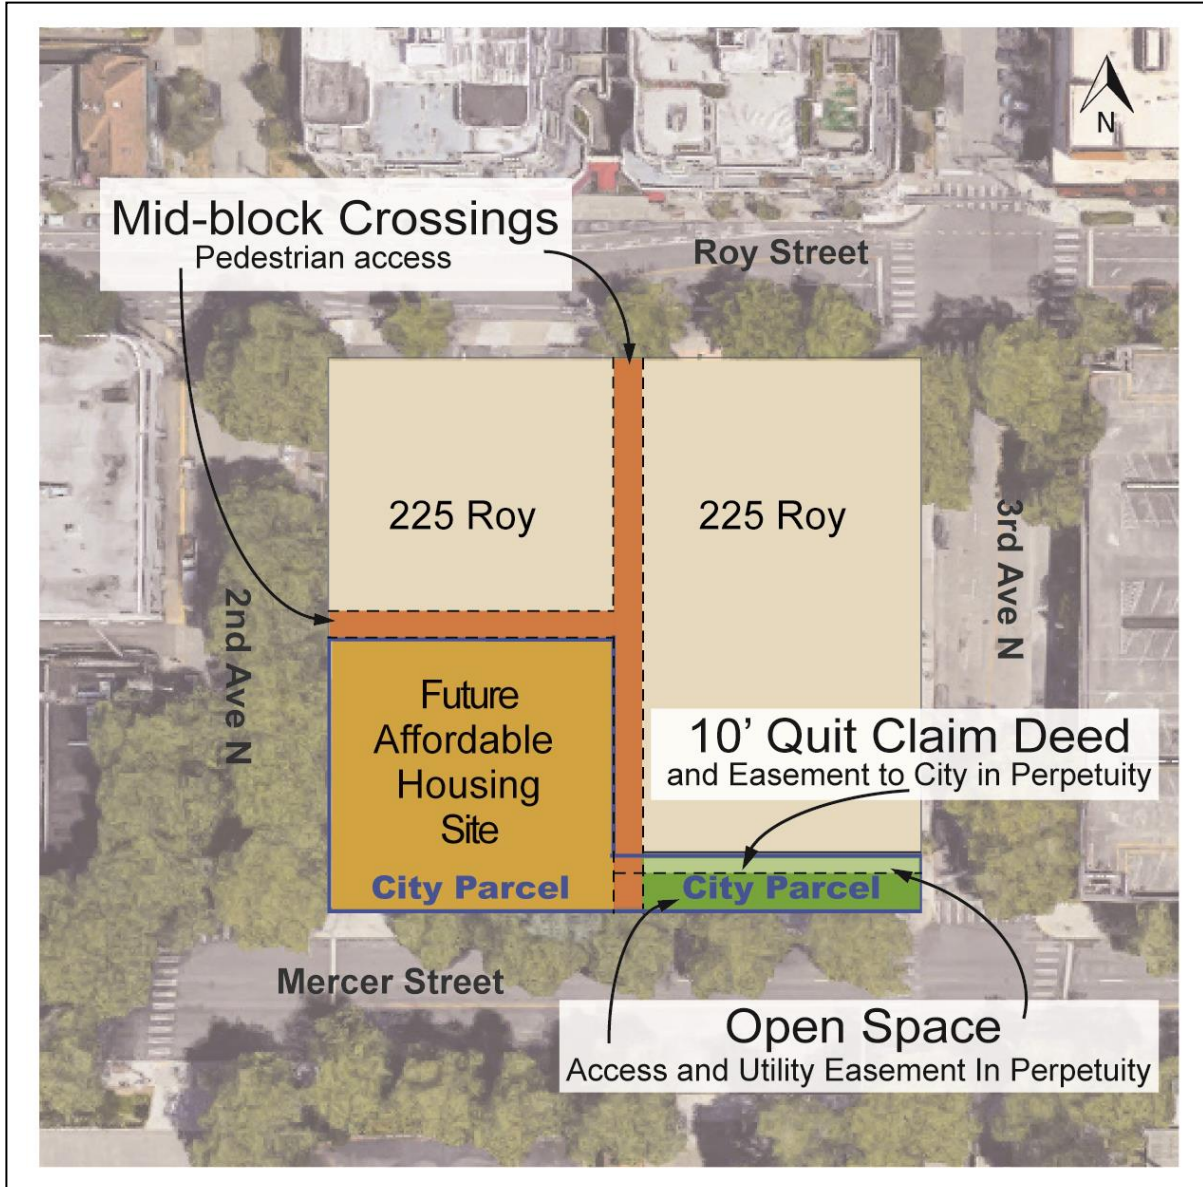 N
Mid-block Crossings
Pedestrian access
Roy Street
225 Roy
225 Roy
2nd Ave N
3rd Ave N
Future
Affordable
Housing
Site
City Parcel
10' Quit Claim Deed
and Easement to City in Perpetuity
City Parcel
Mercer Street
Open Space
Access and Utility Easement In Perpetuity